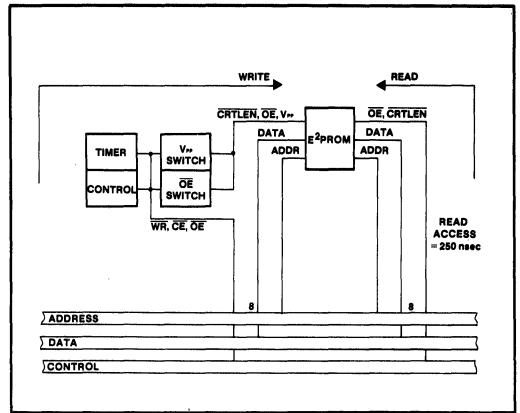 WRITE
READ
CRTLEN, OE, VPP
OE, CRTLEN
TIMER
VPP SWITCH
E2PROM
DATA
DATA
ADDR
ADDR
CONTROL
OE SWITCH
WR, CE, OE
READ
ACCESS
= 250 nsec
8
8
ADDRESS
DATA
CONTROL